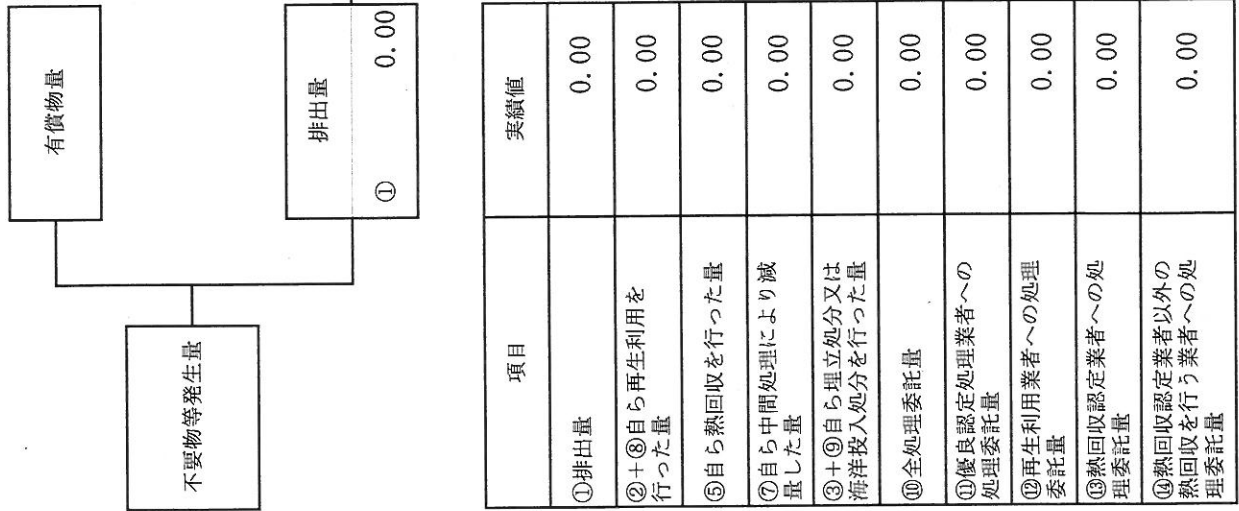 不要物等発生量
有償物量
排出量
① 0.00
項目 実績値
①排出量 0.00
②+⑧自ら再生利用を
行った量 0.00
⑤自ら熱回収を行った量 0.00
⑦自ら中間処理により減
量した量 0.00
③+⑨自ら埋立処分又は
海洋投入処分を行った量 0.00
⑩全処理委託量 0.00
⑪優良認定処理業者への
処理委託量 0.00
⑫再生利用業者への処理
委託量 0.00
⑬熱回収認定業者への処
理委託量 0.00
⑭熱回収認定業者以外の
熱回収を行う業者への処
理委託量 0.00